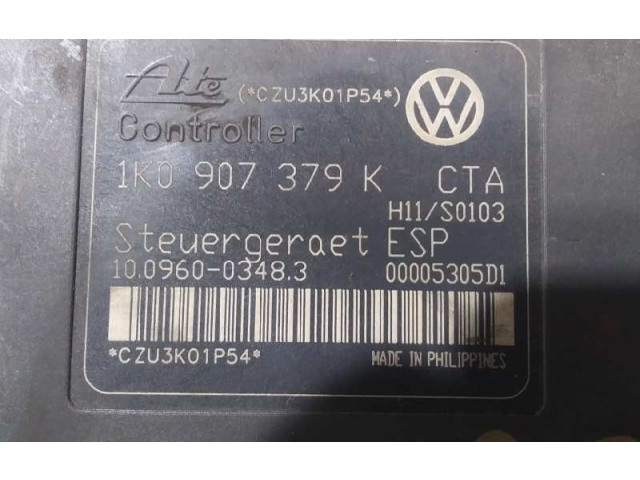 Ate (*CZU3K01P54*)
Controller
1K0 907 379 K CTA
H11/S0103
Steuergeraet ESP
10.0960-0348.3 00005305D1
*CZU3K01P54* MADE IN PHILIPPINES